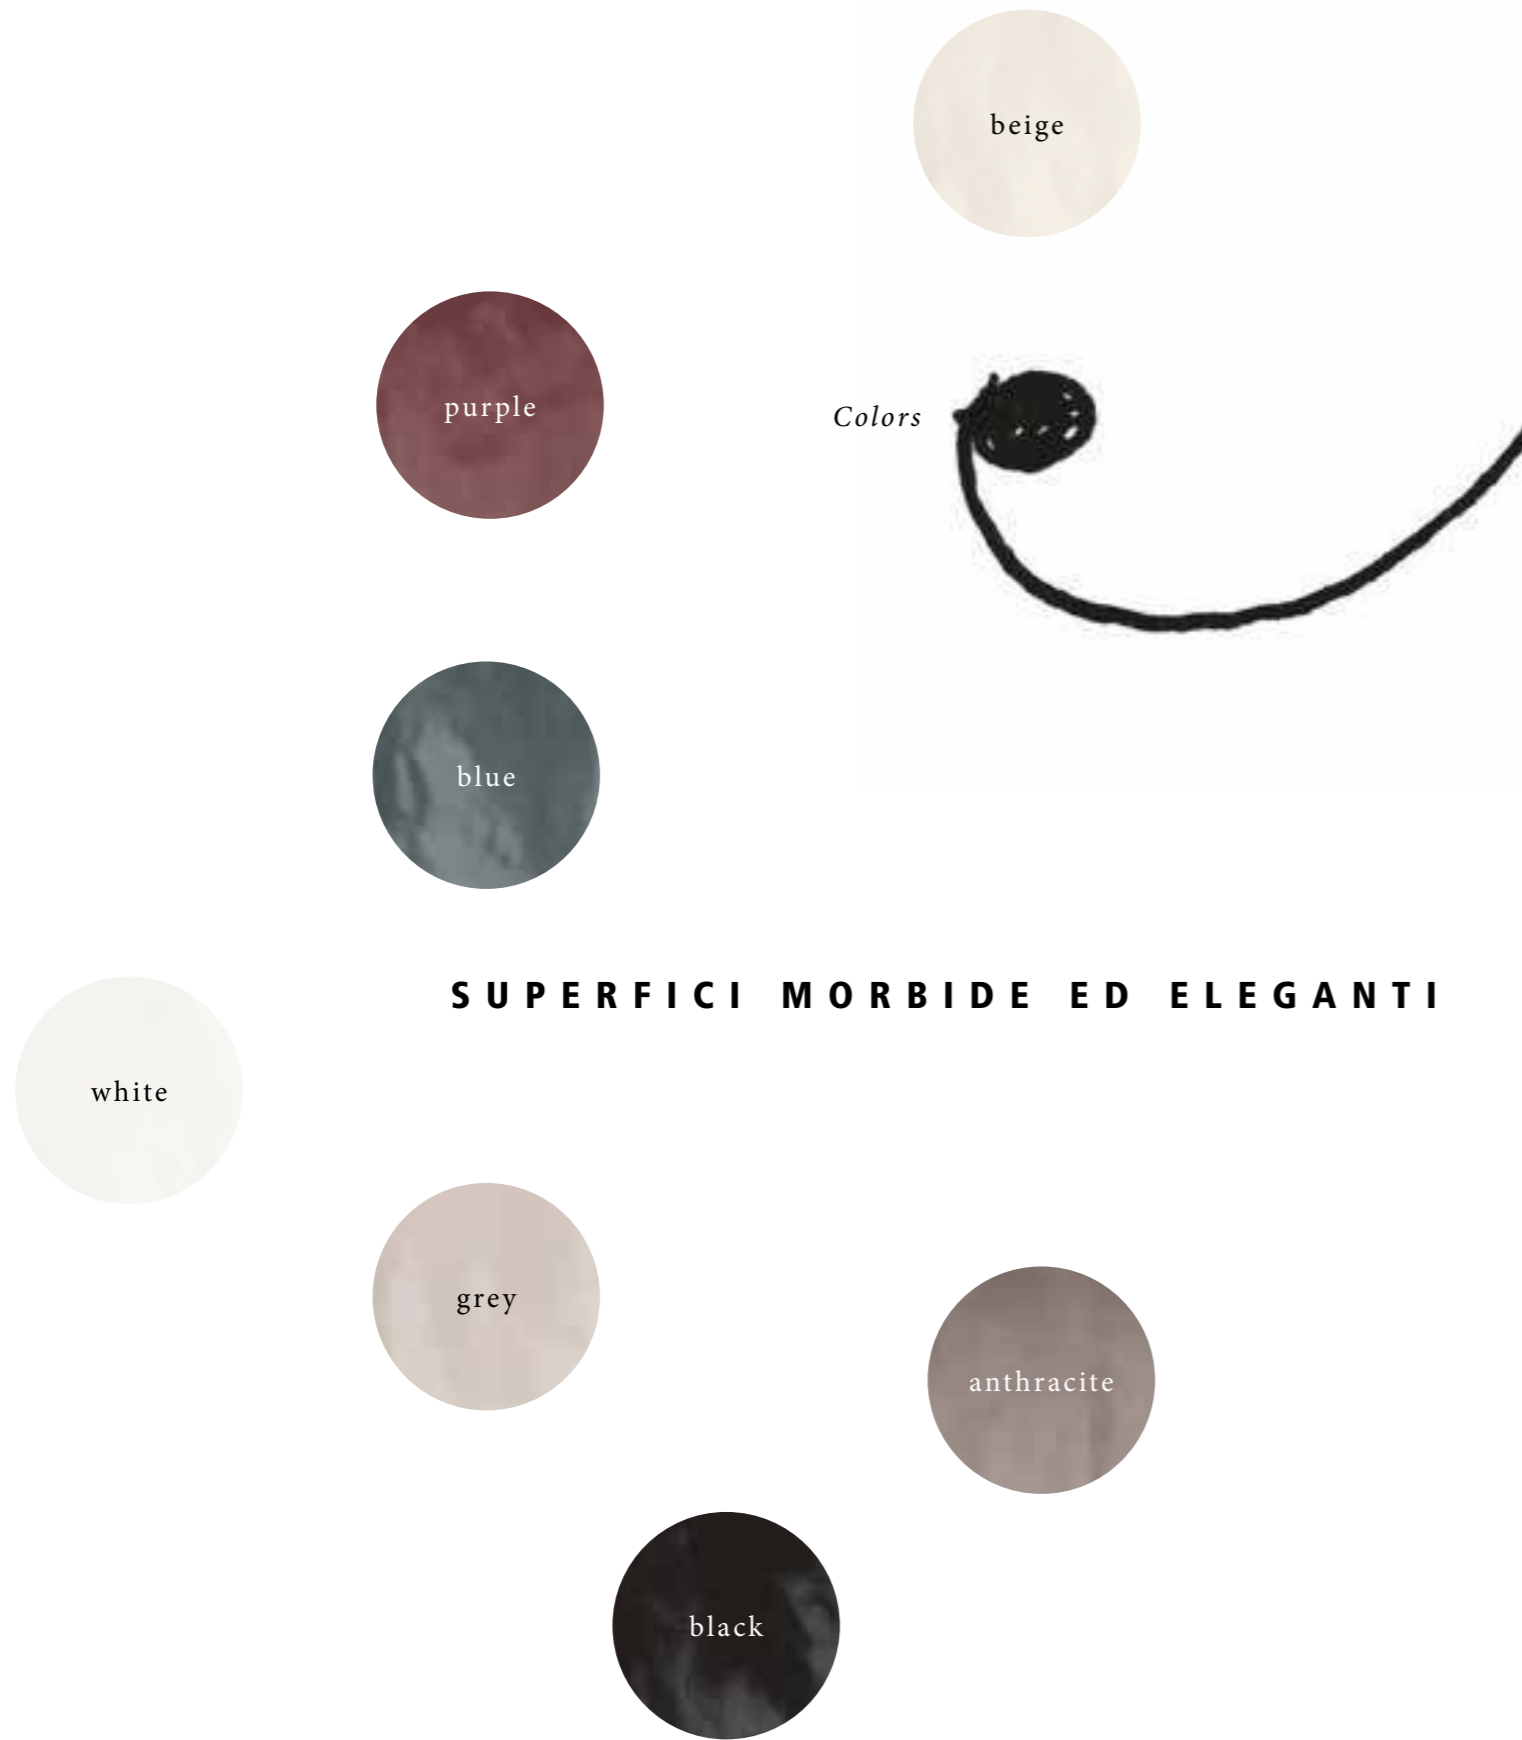 beige
purple
Colors
blue
SUPERFICI MORBIDE ED ELEGANTI
white
grey
anthracite
black